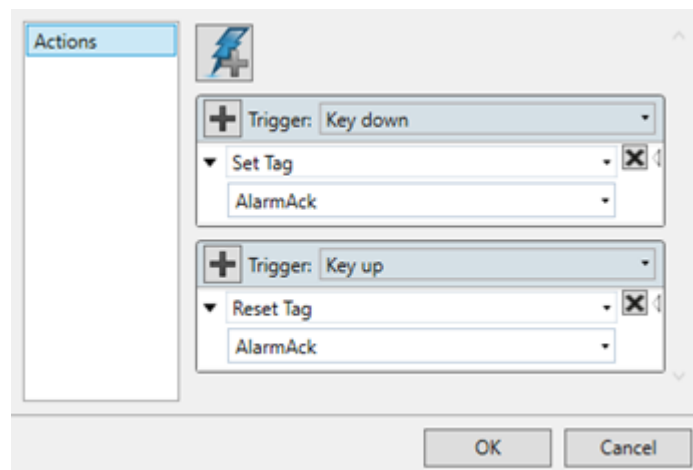 Actions
Trigger: Key down
Set Tag
AlarmAck
Trigger: Key up
Reset Tag
AlarmAck
OK Cancel